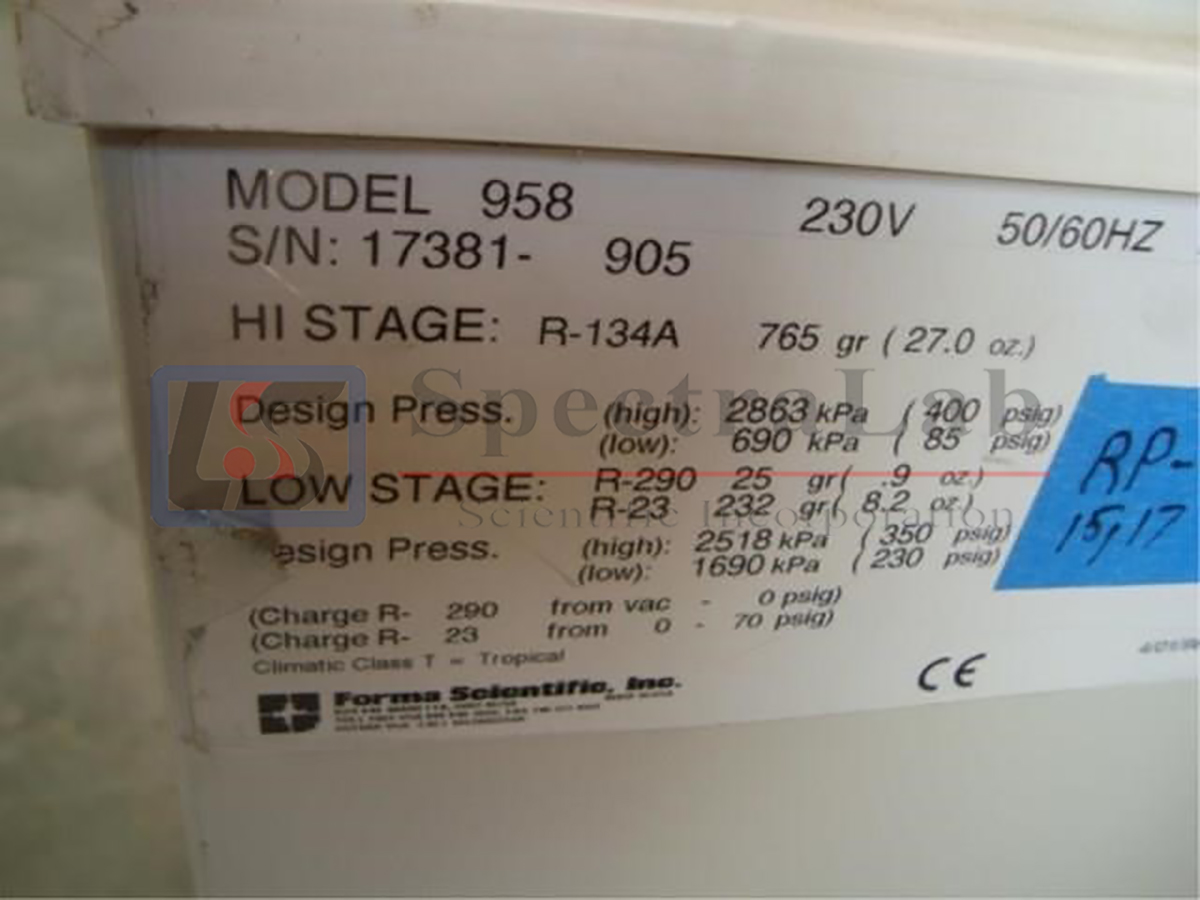 MODEL 958 230V 50/60HZ
S/N: 17381- 905
HI STAGE: R-134A 765 gr ( 27.0 oz.)
Design Press. (high): 2863 kPa ( 400 psig)
(low): 690 kPa ( 85 psig)
LOW STAGE: R-290 25 gr( .9 oz.)
R-23 232 gr( 8.2 oz.)
esign Press. (high): 2518 kPa ( 350 psig)
(low): 1690 kPa ( 230 psig)
(Charge R- 290 from vac - 0 psig)
(Charge R- 23 from 0 - 70 psig)
Climatic Class T = Tropical
Forma Scientific, Inc.
CE
RP-
15,17
SpectraLab
Scientific Incorporation